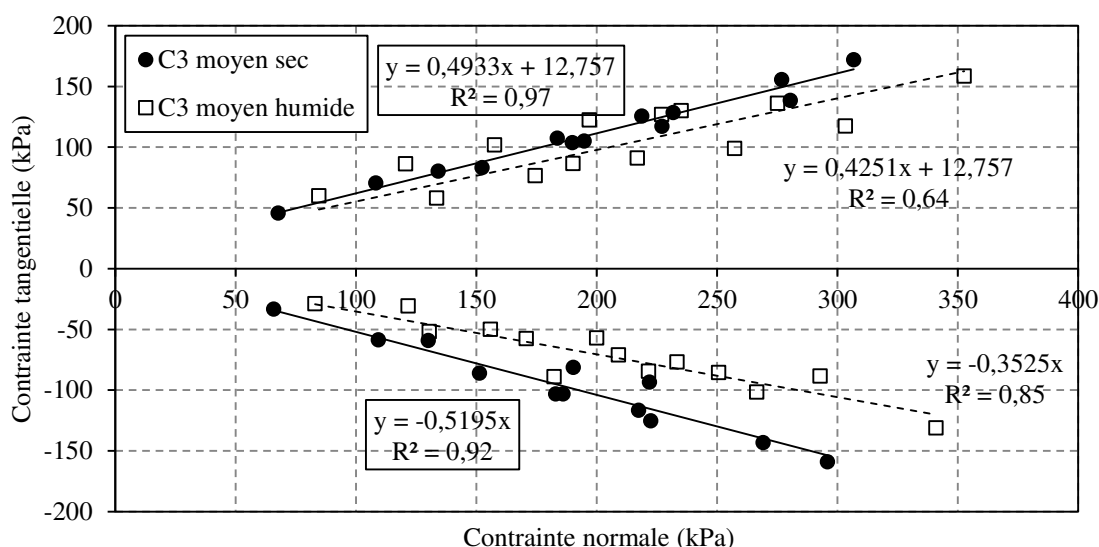 200
150
100
50
0
-50
-100
-150
-200
Contrainte tangentielle (kPa)
C3 moyen sec
C3 moyen humide
y = 0,4933x + 12,757
R² = 0,97
y = 0,4251x + 12,757
R² = 0,64
0 50 100 150 200 250 300 350 400
y = -0,3525x
R² = 0,85
y = -0,5195x
R² = 0,92
Contrainte normale (kPa)